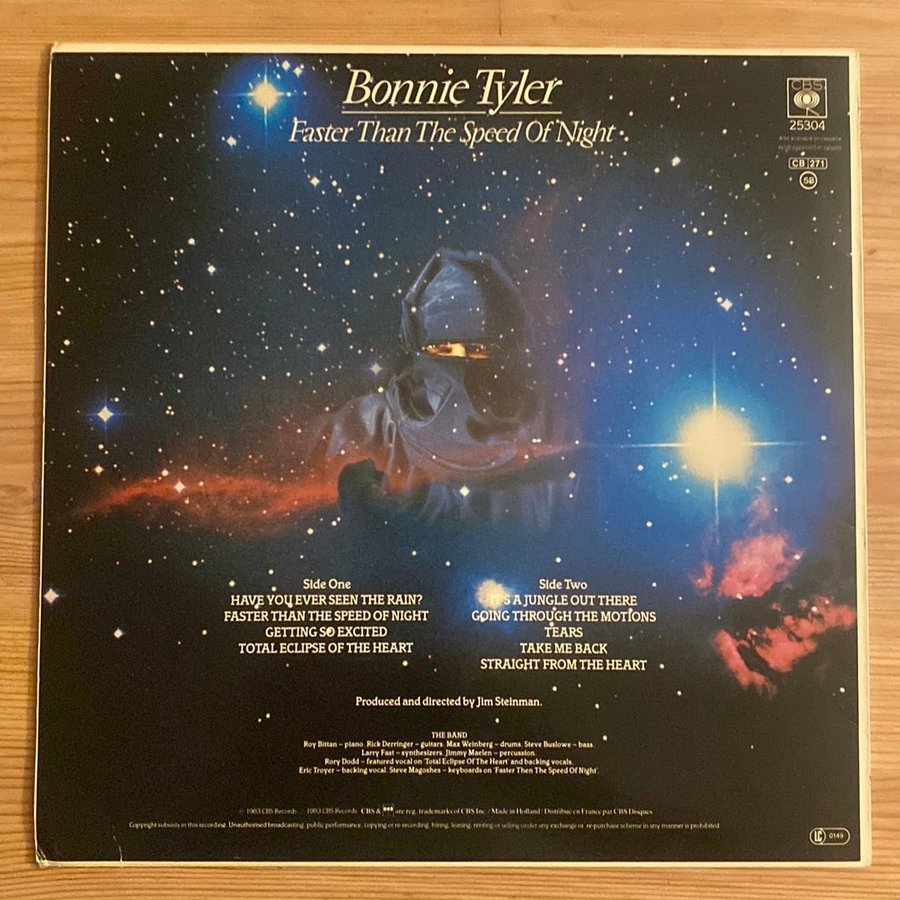 Bonnie Tyler
Faster Than The Speed Of Night
CBS
25304
CB 271
58
Side One
HAVE YOU EVER SEEN THE RAIN?
FASTER THAN THE SPEED OF NIGHT
GETTING SO EXCITED
TOTAL ECLIPSE OF THE HEART
Side Two
IT'S A JUNGLE OUT THERE
GOING THROUGH THE MOTIONS
TEARS
TAKE ME BACK
STRAIGHT FROM THE HEART
Produced and directed by Jim Steinman.
THE BAND
Roy Bittan – piano. Rick Derringer – guitars. Max Weinberg – drums. Steve Buslowe – bass.
Larry Fast – synthesizers. Jimmy Maelen – percussion.
Rory Dodd – featured vocal on 'Total Eclipse Of The Heart' and backing vocals.
Eric Troyer – backing vocal. Steve Magoshes – keyboards on 'Faster Then The Speed Of Night'.
1983 CBS Records 1983 CBS Records CBS & are reg. trademarks of CBS Inc. / Made in Holland / Distribué en France par CBS Disques
Copyright subsists in this recording. Unauthorised broadcasting, public performance, copying or re-recording, hiring, leasing, renting or selling under any exchange or re-purchase scheme in any manner is prohibited.
LC 0149